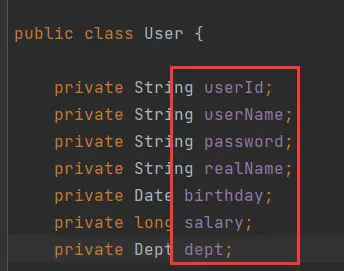 public class User {
private String userId;
private String userName;
private String password;
private String realName;
private Date birthday;
private long salary;
private Dept dept;